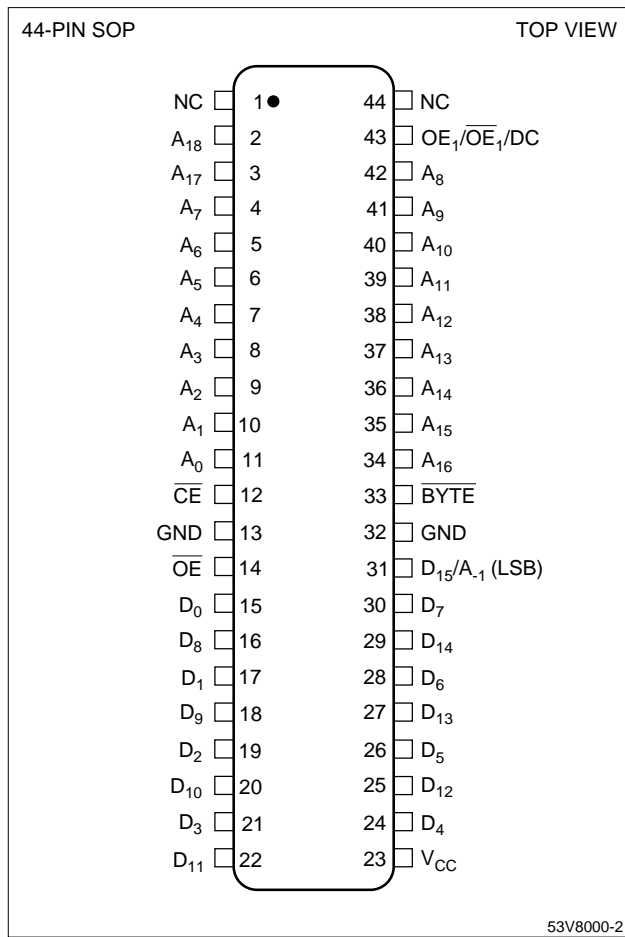 44-PIN SOP TOP VIEW
NC 1 44 NC
A18 2 43 OE1/O̅E̅1/DC
A17 3 42 A8
A7 4 41 A9
A6 5 40 A10
A5 6 39 A11
A4 7 38 A12
A3 8 37 A13
A2 9 36 A14
A1 10 35 A15
A0 11 34 A16
C̅E̅ 12 33 B̅Y̅T̅E̅
GND 13 32 GND
O̅E̅ 14 31 D15/A-1 (LSB)
D0 15 30 D7
D8 16 29 D14
D1 17 28 D6
D9 18 27 D13
D2 19 26 D5
D10 20 25 D12
D3 21 24 D4
D11 22 23 VCC
53V8000-2